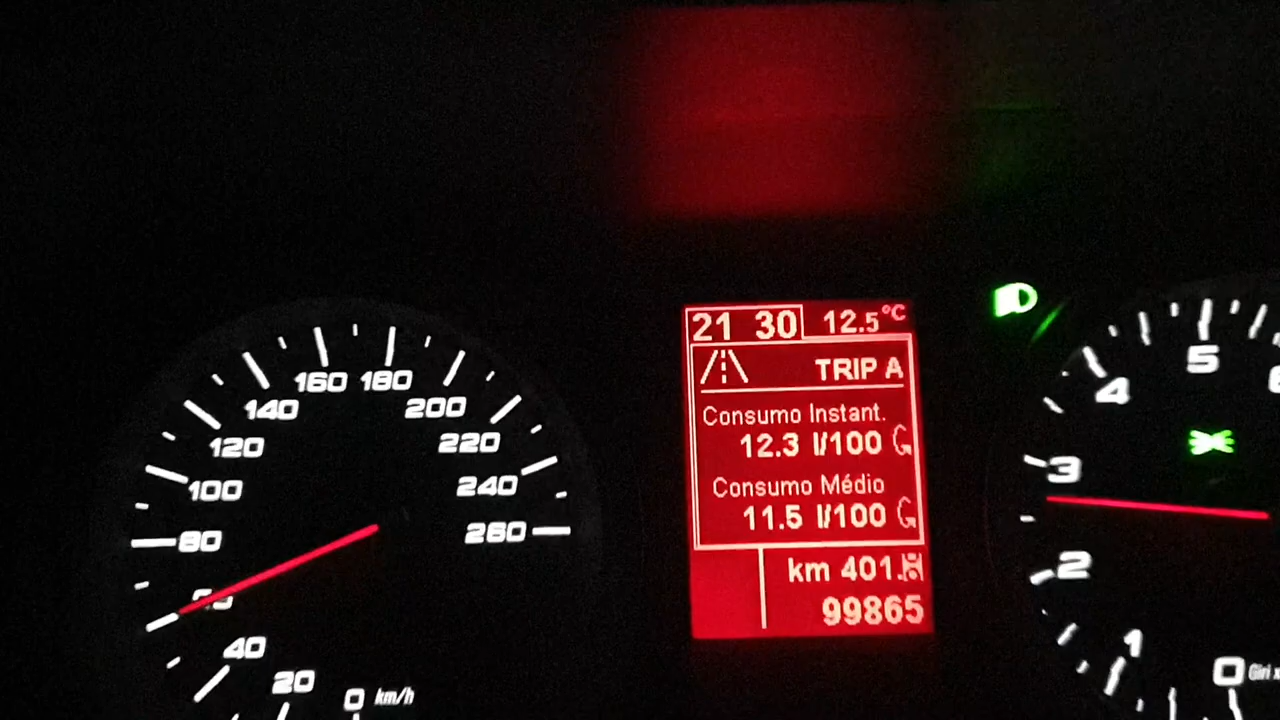 21 30 12.5°C
TRIP A
Consumo Instant.
12.3 l/100
Consumo Médio
11.5 l/100
km 401.
99865
0 km/h
20
40
80
100
120
140
160
180
200
220
240
260
0 Giri x
1
2
3
4
5